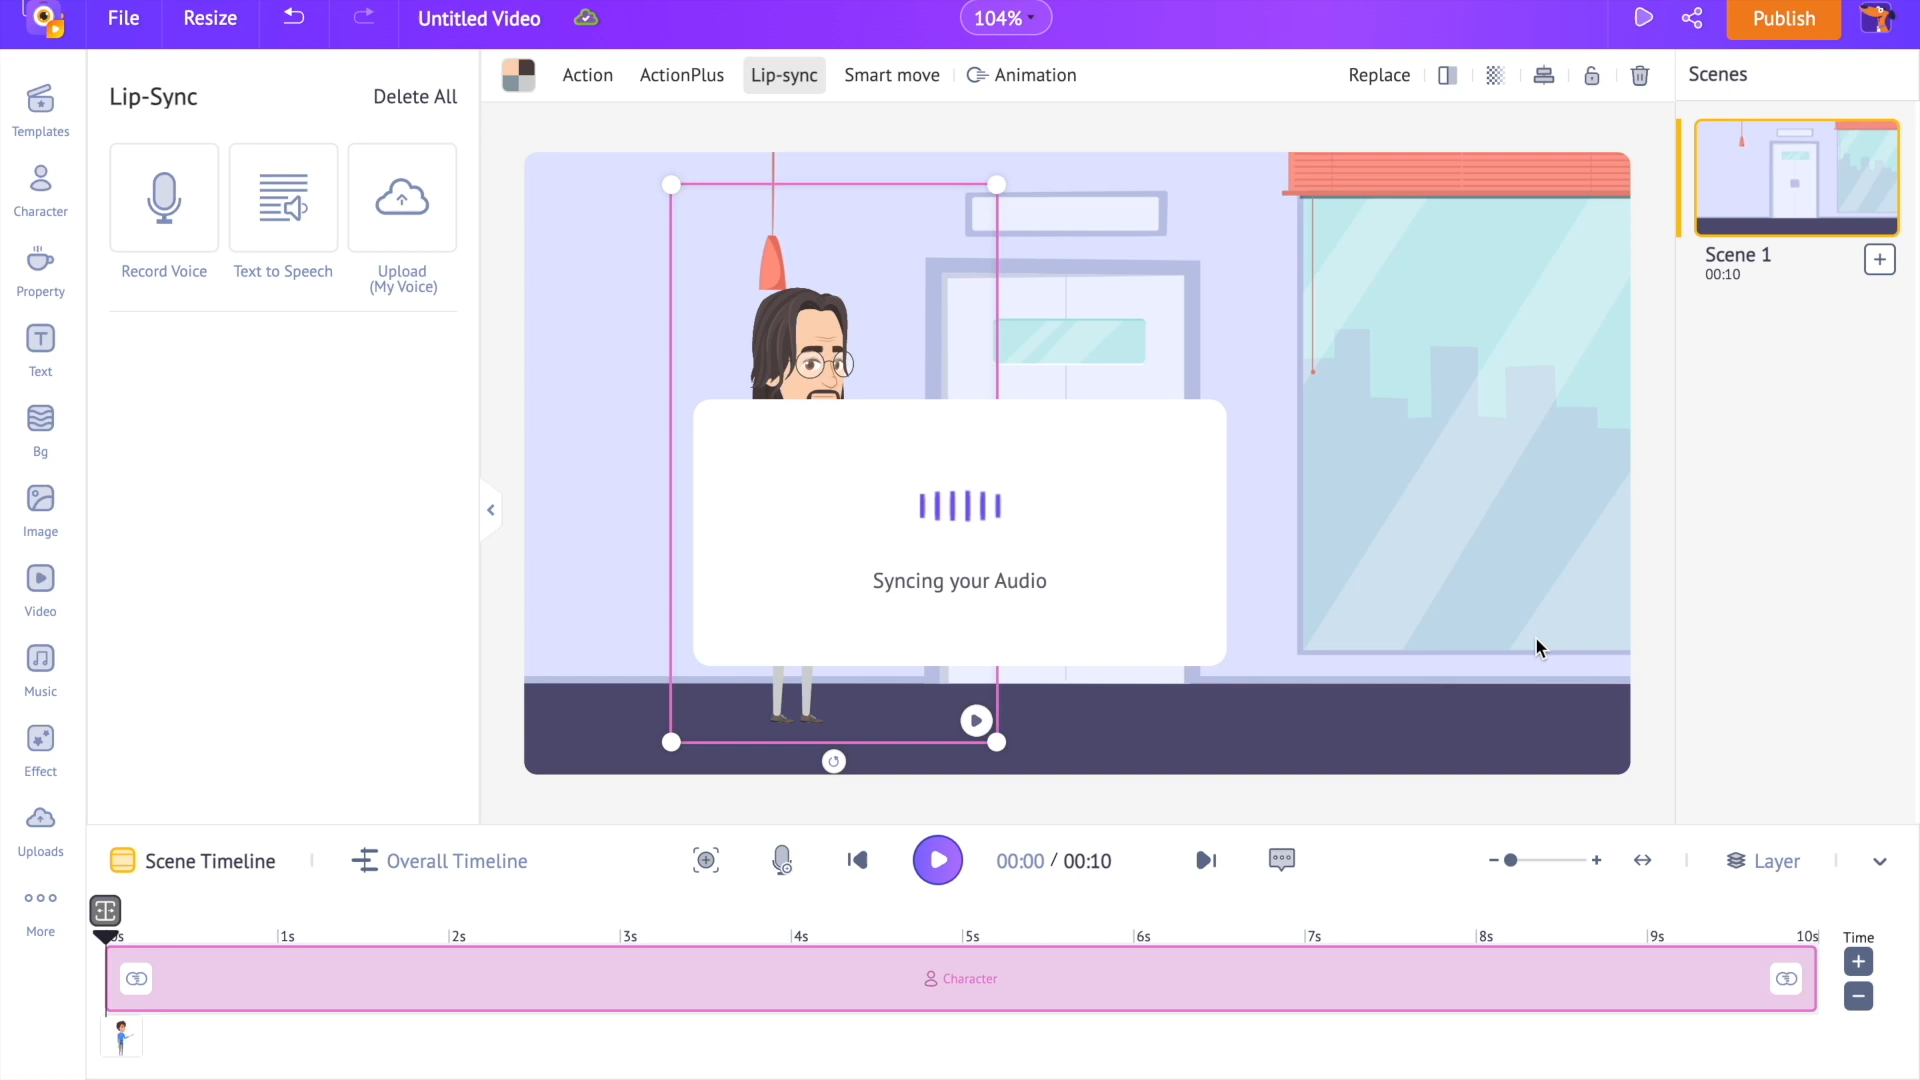 File
Resize
Untitled Video
104%
Publish
Templates
Character
Property
Text
Bg
Image
Video
Music
Effect
Uploads
More
Lip-Sync
Delete All
Record Voice
Text to Speech
Upload
(My Voice)
Action
ActionPlus
Lip-sync
Smart move
Animation
Replace
Syncing your Audio
Scenes
Scene 1
00:10
Scene Timeline
Overall Timeline
00:00 / 00:10
Layer
1s
2s
3s
4s
5s
6s
7s
8s
9s
10s
Time
Character